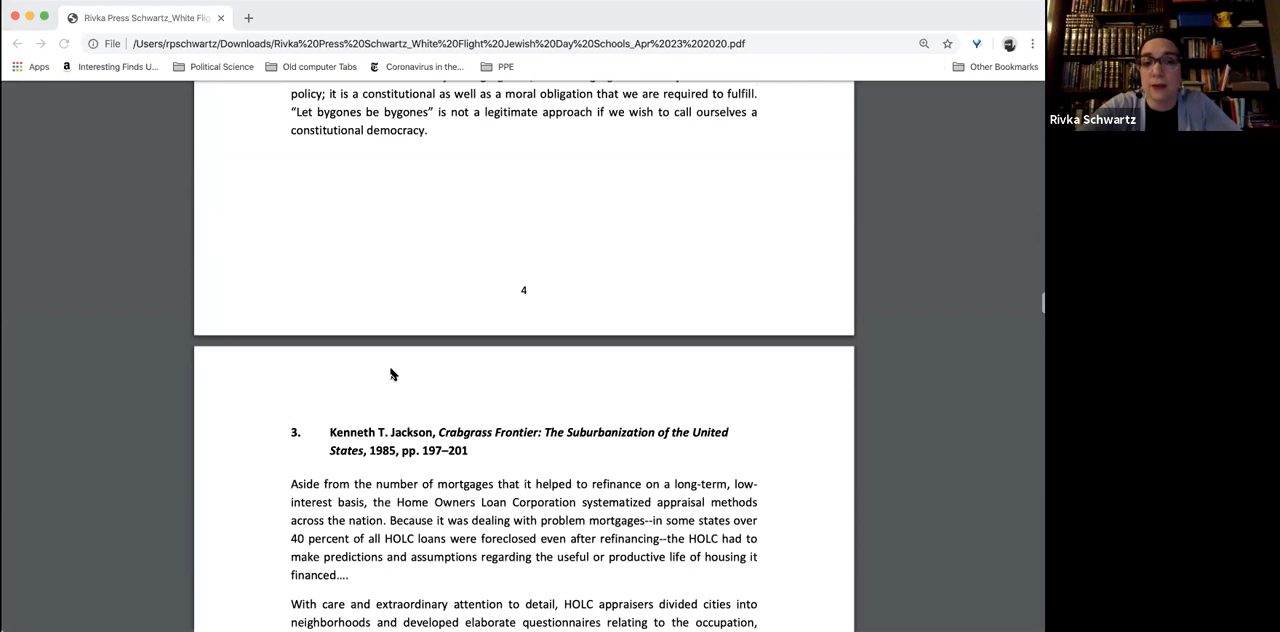 Rivka Press Schwartz_White Flig
File
/Users/rpschwartz/Downloads/Rivka%20Press%20Schwartz_White%20Flight%20Jewish%20Day%20Schools_Apr%2023%202020.pdf
Apps
Interesting Finds U...
Political Science
Old computer Tabs
Coronavirus in the...
PPE
Other Bookmarks
policy; it is a constitutional as well as a moral obligation that we are required to fulfill.
“Let bygones be bygones” is not a legitimate approach if we wish to call ourselves a
constitutional democracy.
4
3. Kenneth T. Jackson, Crabgrass Frontier: The Suburbanization of the United
States, 1985, pp. 197–201
Aside from the number of mortgages that it helped to refinance on a long-term, low-
interest basis, the Home Owners Loan Corporation systematized appraisal methods
across the nation. Because it was dealing with problem mortgages--in some states over
40 percent of all HOLC loans were foreclosed even after refinancing--the HOLC had to
make predictions and assumptions regarding the useful or productive life of housing it
financed....
With care and extraordinary attention to detail, HOLC appraisers divided cities into
neighborhoods and developed elaborate questionnaires relating to the occupation,
Rivka Schwartz